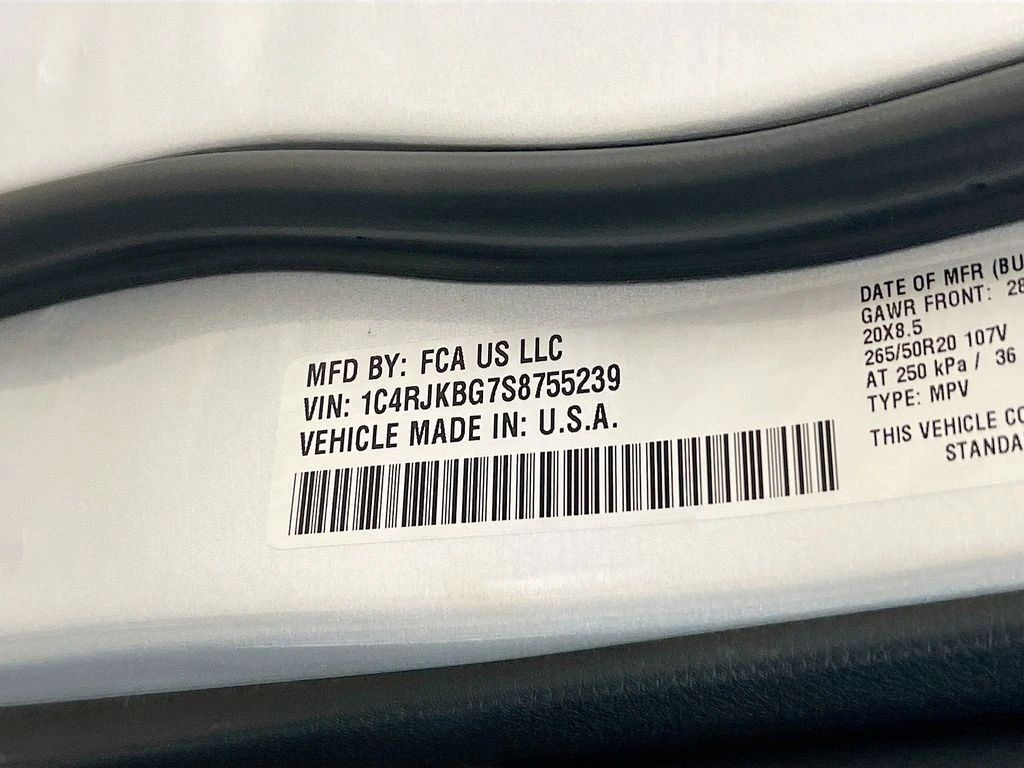 MFD BY: FCA US LLC
VIN: 1C4RJKBG7S8755239
VEHICLE MADE IN: U.S.A.
DATE OF MFR (BU
GAWR FRONT: 28
20X8.5
265/50R20 107V
AT 250 kPa / 36
TYPE: MPV
THIS VEHICLE CO
STANDA